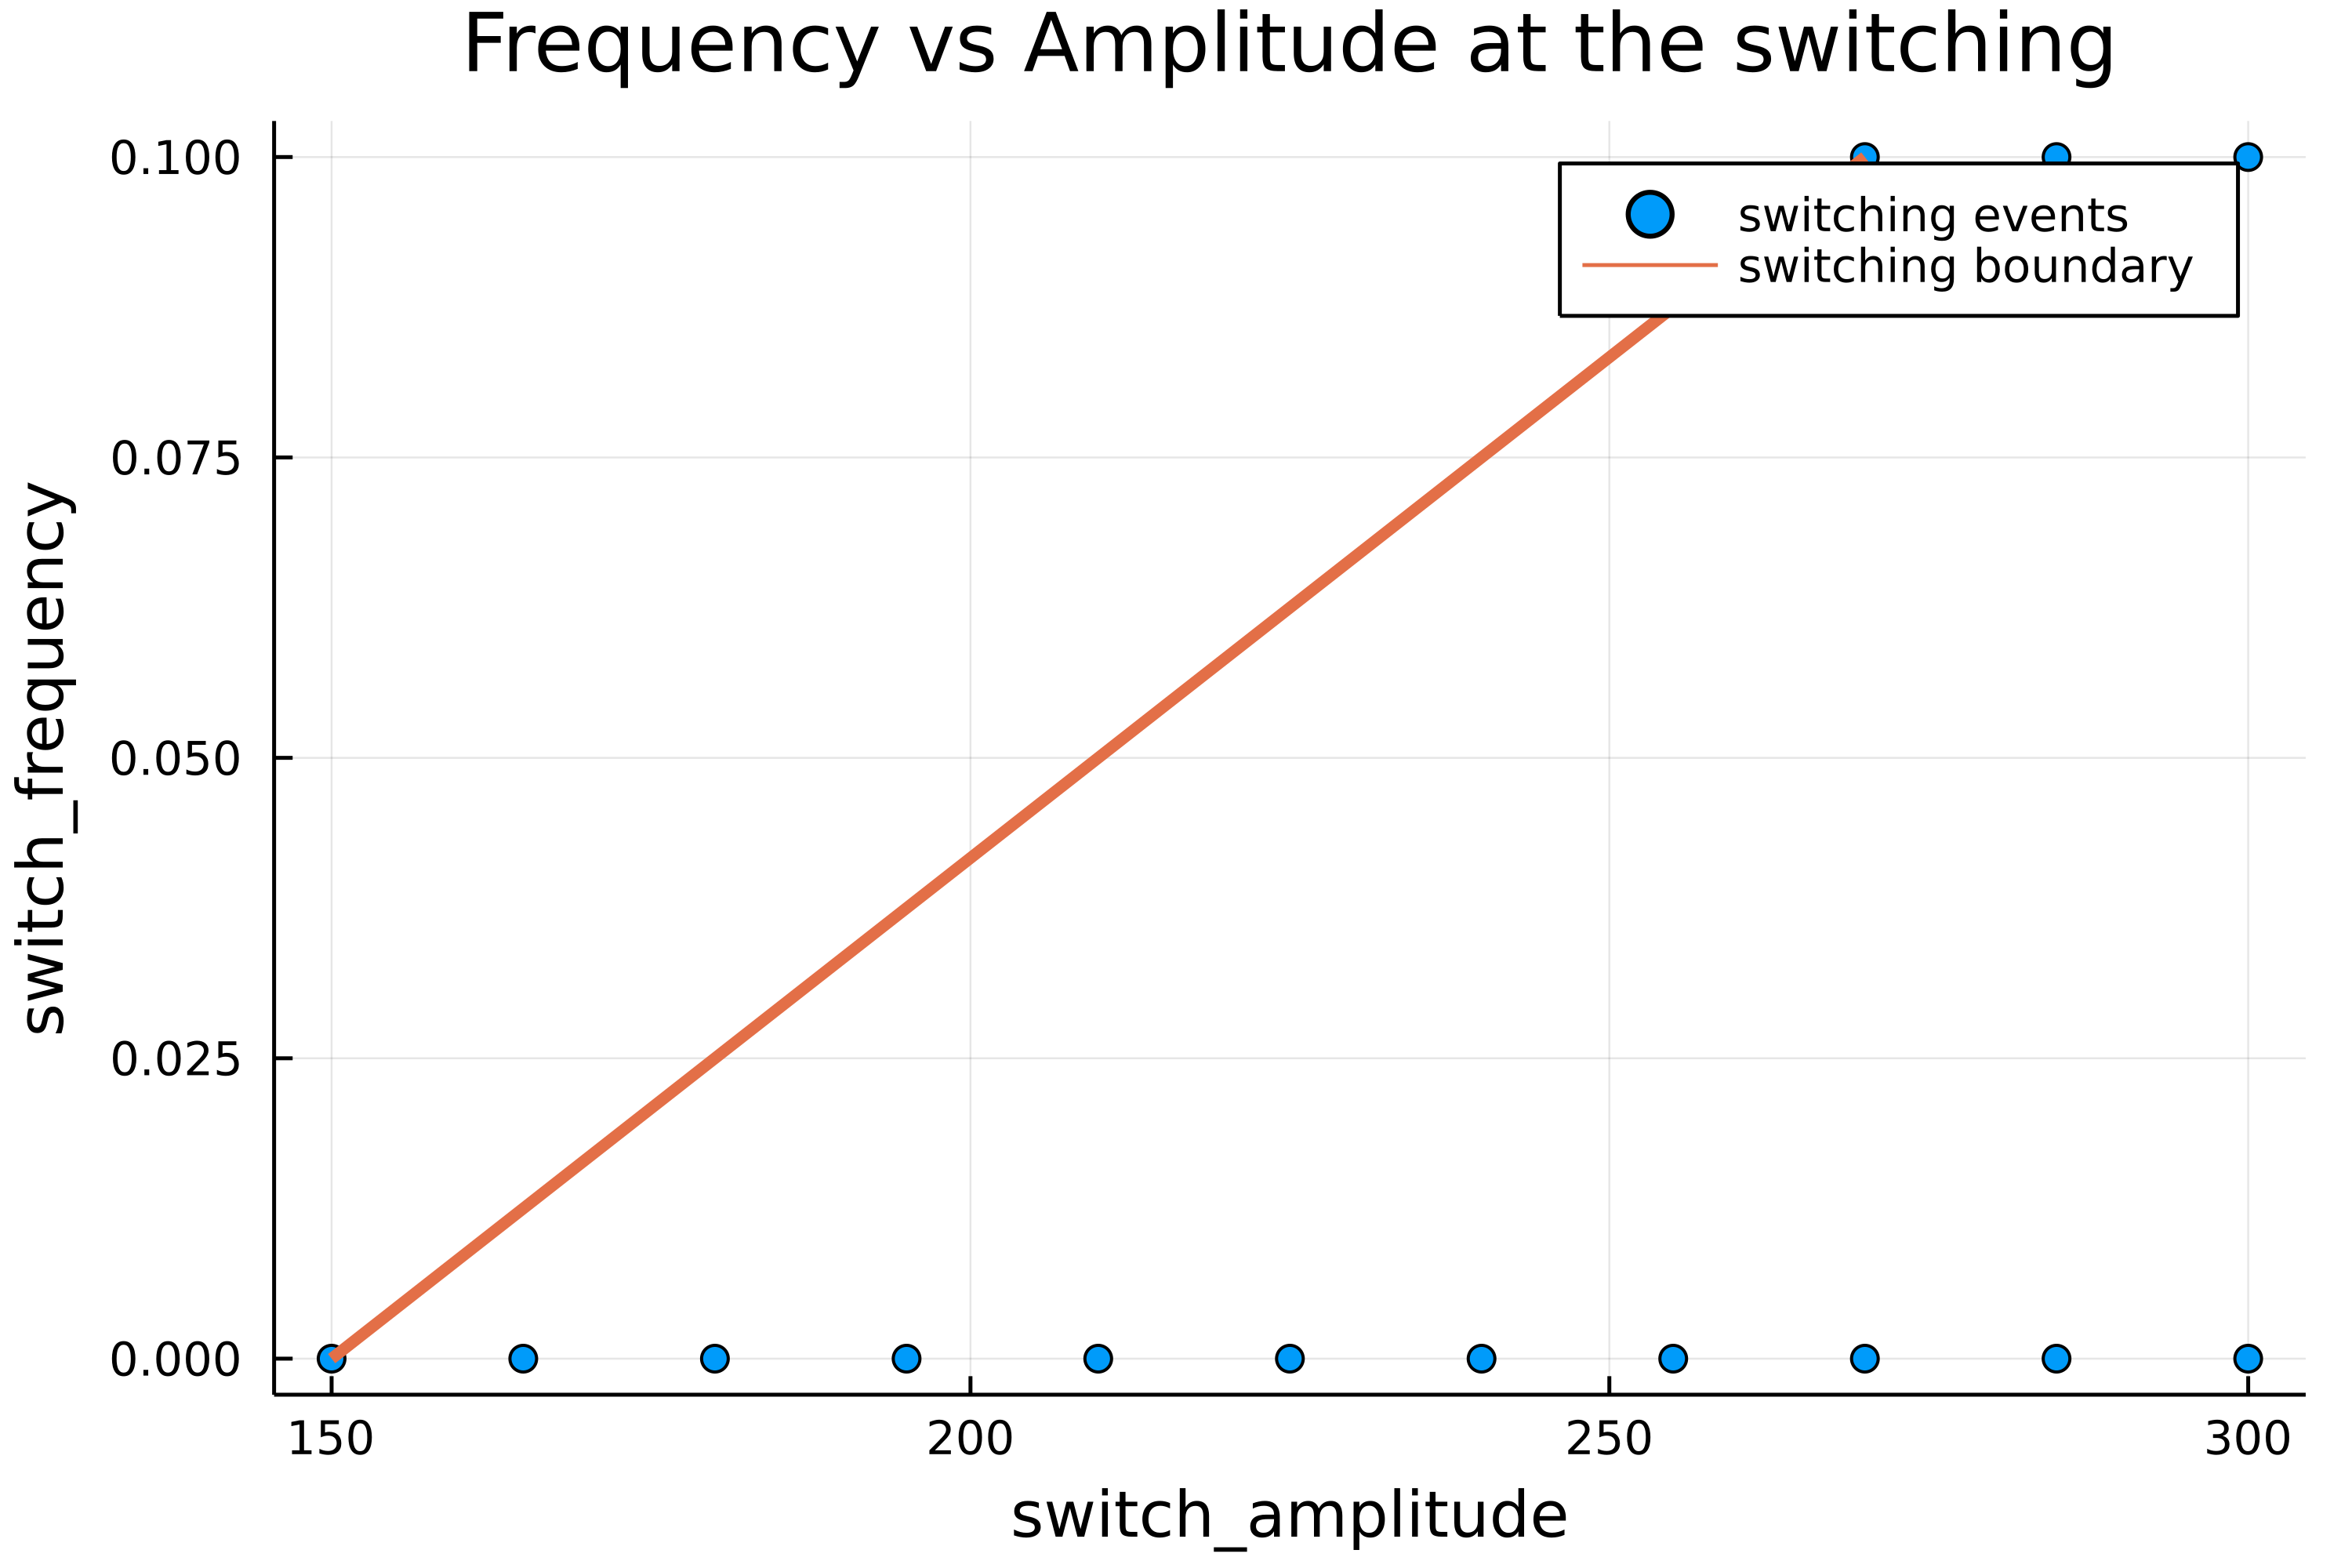 Frequency vs Amplitude at the switching
switch_frequency
0.100
0.075
0.050
0.025
0.000
switching events
switching boundary
150
200
250
300
switch_amplitude